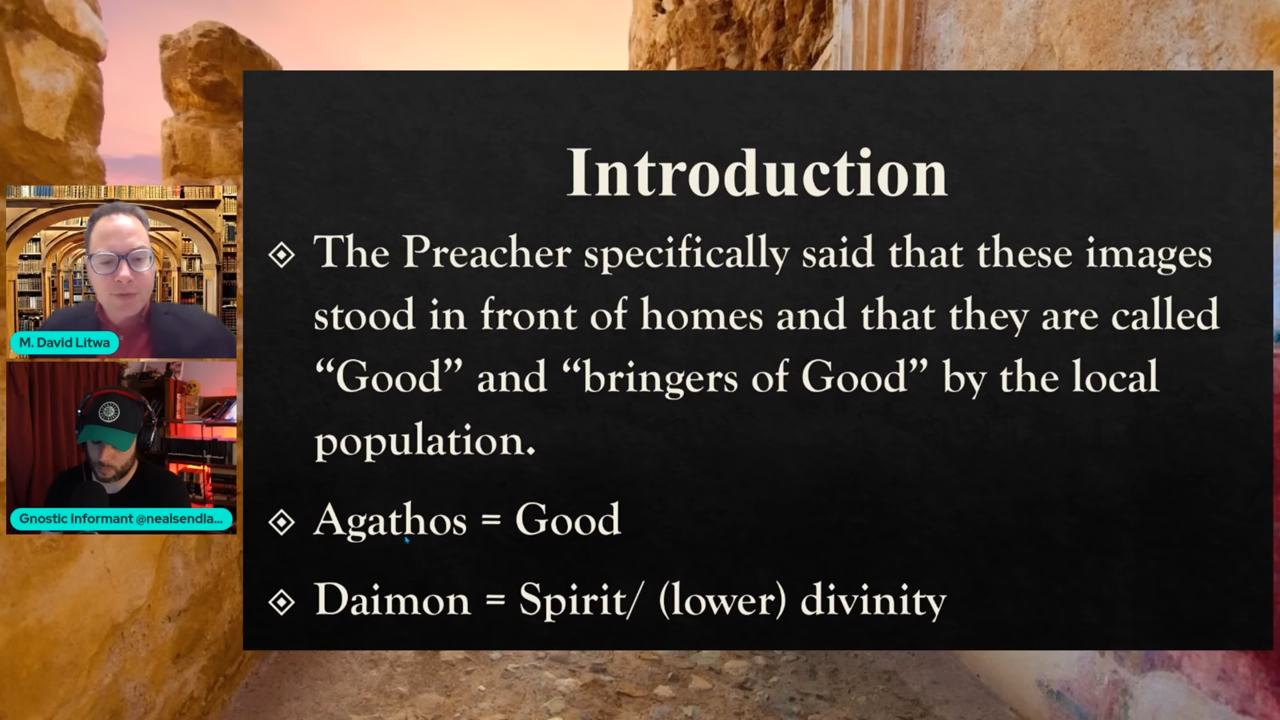 Introduction
The Preacher specifically said that these images
stood in front of homes and that they are called
“Good” and “bringers of Good” by the local
population.
Agathos = Good
Daimon = Spirit/ (lower) divinity
M. David Litwa
Gnostic Informant @nealsendla...